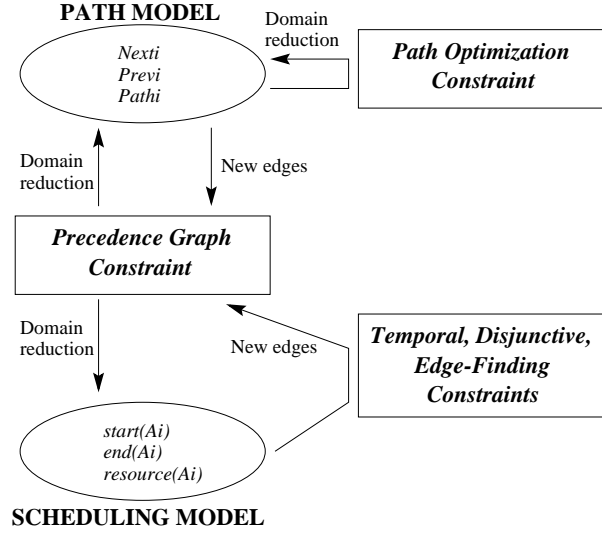 PATH MODEL
Nexti
Previ
Pathi
Domain
reduction
Path Optimization
Constraint
Domain
reduction
New edges
Precedence Graph
Constraint
Domain
reduction
New edges
Temporal, Disjunctive,
Edge-Finding
Constraints
start(Ai)
end(Ai)
resource(Ai)
SCHEDULING MODEL